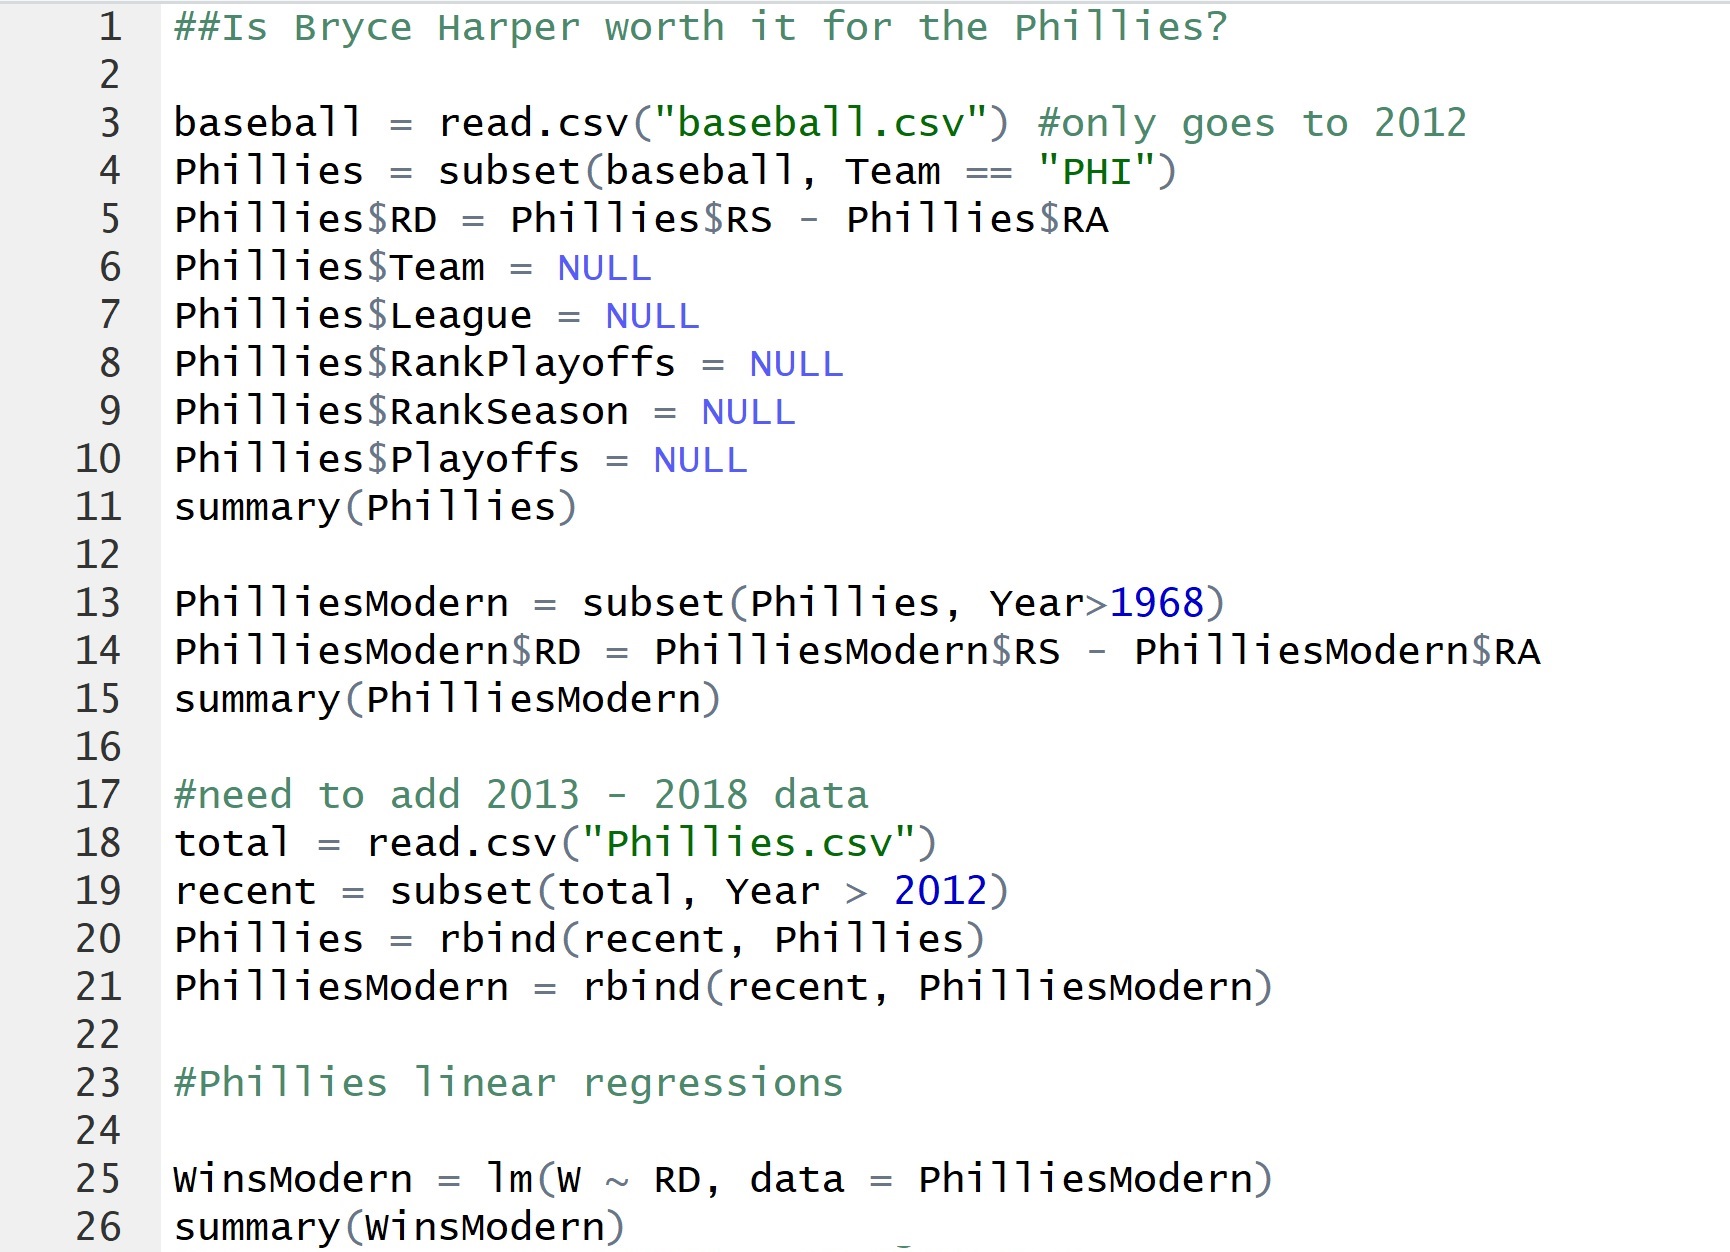 1 ##Is Bryce Harper worth it for the Phillies?
2
3 baseball = read.csv("baseball.csv") #only goes to 2012
4 Phillies = subset(baseball, Team == "PHI")
5 Phillies$RD = Phillies$RS - Phillies$RA
6 Phillies$Team = NULL
7 Phillies$League = NULL
8 Phillies$RankPlayoffs = NULL
9 Phillies$RankSeason = NULL
10 Phillies$Playoffs = NULL
11 summary(Phillies)
12
13 PhilliesModern = subset(Phillies, Year>1968)
14 PhilliesModern$RD = PhilliesModern$RS - PhilliesModern$RA
15 summary(PhilliesModern)
16
17 #need to add 2013 - 2018 data
18 total = read.csv("Phillies.csv")
19 recent = subset(total, Year > 2012)
20 Phillies = rbind(recent, Phillies)
21 PhilliesModern = rbind(recent, PhilliesModern)
22
23 #Phillies linear regressions
24
25 WinsModern = lm(W ~ RD, data = PhilliesModern)
26 summary(WinsModern)